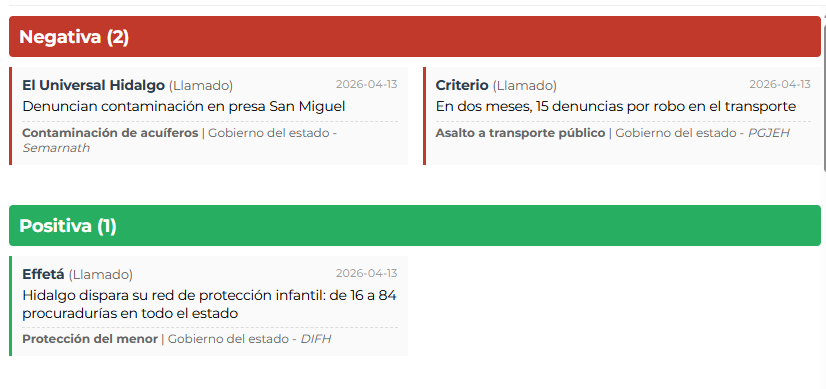 Negativa (2)
El Universal Hidalgo (Llamado) 2026-04-13
Denuncian contaminación en presa San Miguel
Contaminación de acuíferos | Gobierno del estado -
Semarnath
Criterio (Llamado) 2026-04-13
En dos meses, 15 denuncias por robo en el transporte
Asalto a transporte público | Gobierno del estado - PGJEH
Positiva (1)
Effetá (Llamado) 2026-04-13
Hidalgo dispara su red de protección infantil: de 16 a 84
procuradurías en todo el estado
Protección del menor | Gobierno del estado - DIFH